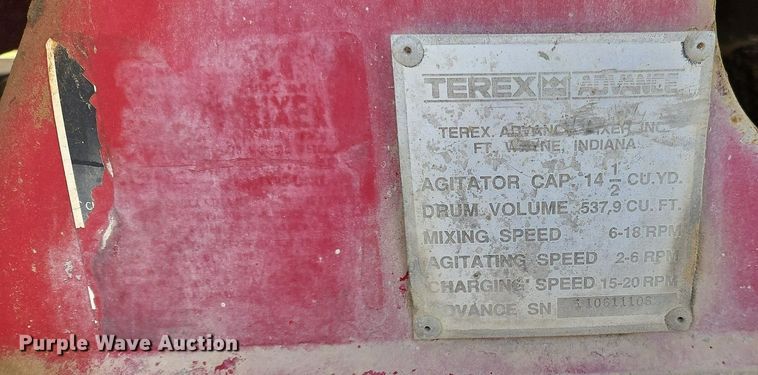 TEREX ADVANCE
TEREX ADVANCE MIXER INC.
FT. WAYNE, INDIANA
AGITATOR CAP. 14 1/2 CU.YD.
DRUM VOLUME 537.9 CU. FT.
MIXING SPEED 6-18 RPM
AGITATING SPEED 2-6 RPM
CHARGING SPEED 15-20 RPM
ADVANCE SN
Purple Wave Auction